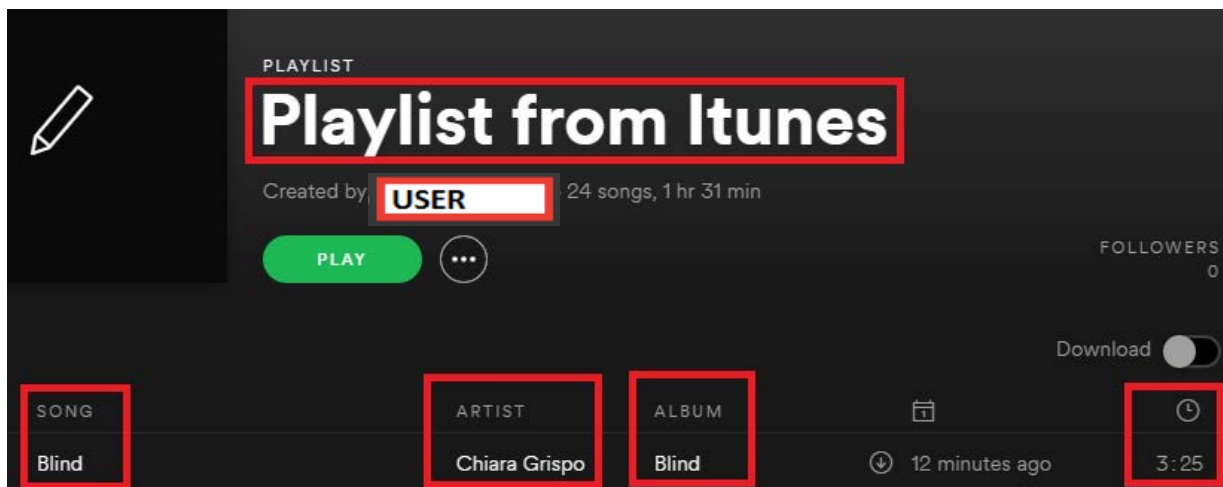 PLAYLIST
Playlist from Itunes
Created by USER 24 songs, 1 hr 31 min
PLAY
FOLLOWERS
0
Download
SONG ARTIST ALBUM
Blind Chiara Grispo Blind 12 minutes ago 3:25